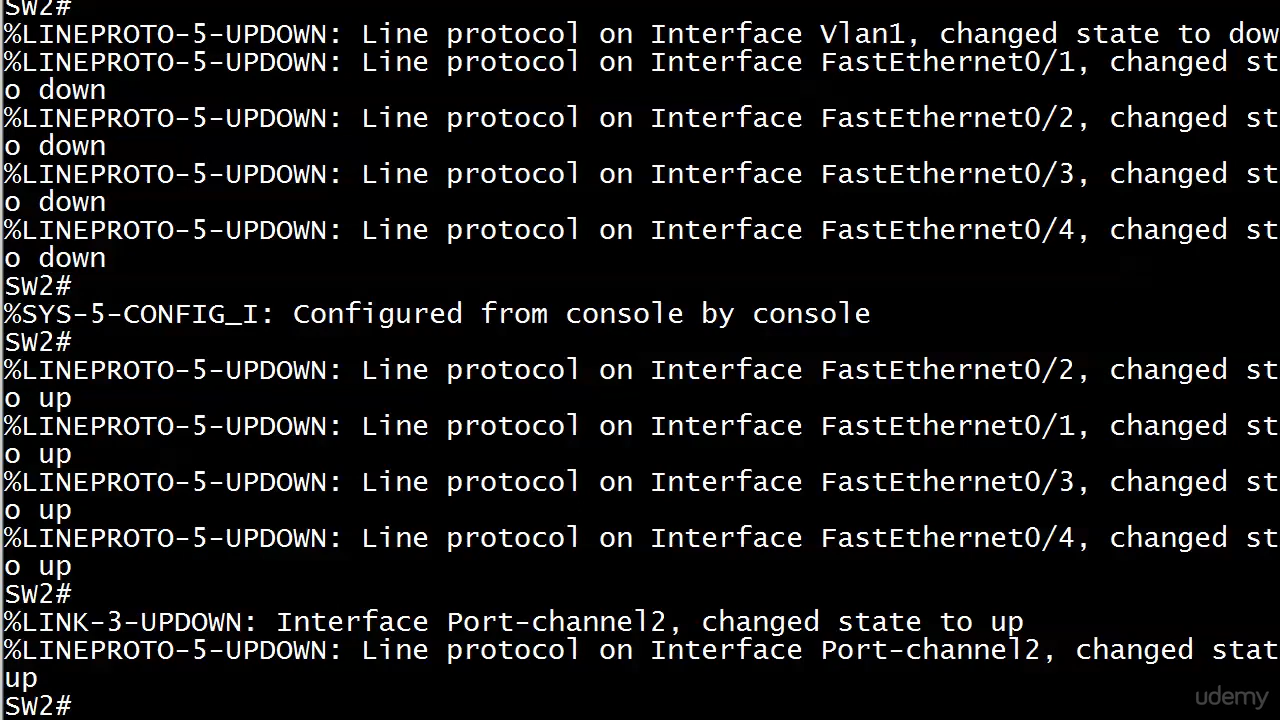 SW2#
%LINEPROTO-5-UPDOWN: Line protocol on Interface Vlan1, changed state to dow
%LINEPROTO-5-UPDOWN: Line protocol on Interface FastEthernet0/1, changed st
o down
%LINEPROTO-5-UPDOWN: Line protocol on Interface FastEthernet0/2, changed st
o down
%LINEPROTO-5-UPDOWN: Line protocol on Interface FastEthernet0/3, changed st
o down
%LINEPROTO-5-UPDOWN: Line protocol on Interface FastEthernet0/4, changed st
o down
SW2#
%SYS-5-CONFIG_I: Configured from console by console
SW2#
%LINEPROTO-5-UPDOWN: Line protocol on Interface FastEthernet0/2, changed st
o up
%LINEPROTO-5-UPDOWN: Line protocol on Interface FastEthernet0/1, changed st
o up
%LINEPROTO-5-UPDOWN: Line protocol on Interface FastEthernet0/3, changed st
o up
%LINEPROTO-5-UPDOWN: Line protocol on Interface FastEthernet0/4, changed st
o up
SW2#
%LINK-3-UPDOWN: Interface Port-channel2, changed state to up
%LINEPROTO-5-UPDOWN: Line protocol on Interface Port-channel2, changed stat
up
SW2#
udemy